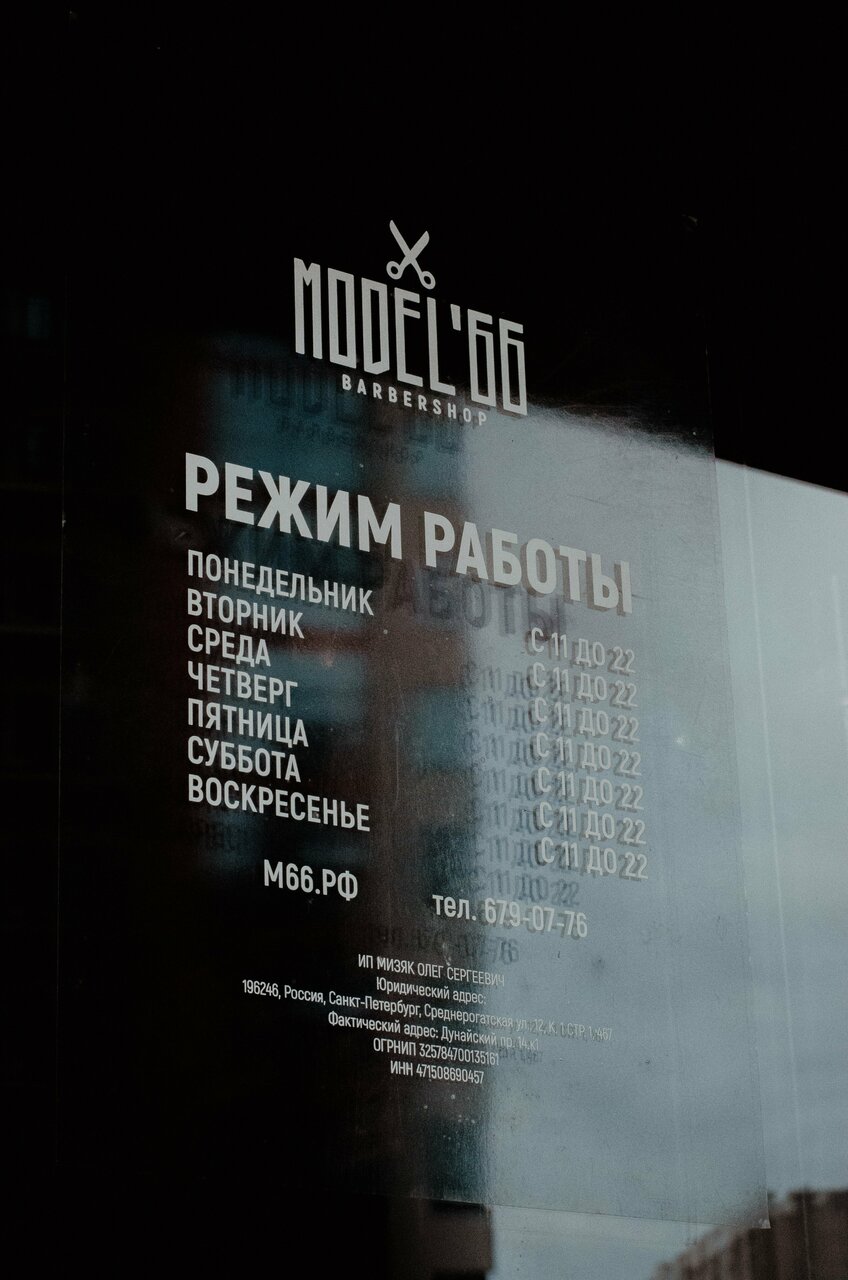 MODEL'66
BARBERSHOP
РЕЖИМ РАБОТЫ
ПОНЕДЕЛЬНИК С 11 ДО 22
ВТОРНИК С 11 ДО 22
СРЕДА С 11 ДО 22
ЧЕТВЕРГ С 11 ДО 22
ПЯТНИЦА С 11 ДО 22
СУББОТА С 11 ДО 22
ВОСКРЕСЕНЬЕ С 11 ДО 22
М66.РФ тел. 679-07-76
ИП МИЗЯК ОЛЕГ СЕРГЕЕВИЧ
Юридический адрес:
196246, Россия, Санкт-Петербург, Среднерогатская ул., 12, К. 1 СТР. 1, 467
Фактический адрес: Дунайский пр. 14.к1
ОГРНИП 325784700135161
ИНН 471508690457